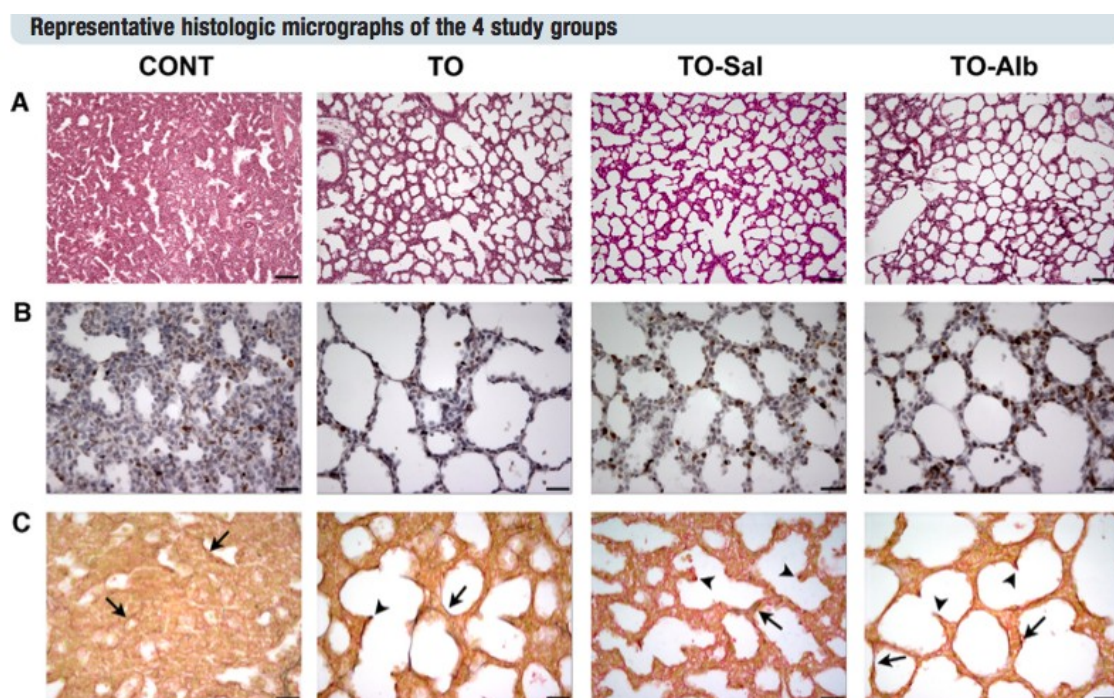 Representative histologic micrographs of the 4 study groups
CONT TO TO-Sal TO-Alb
A
B
C